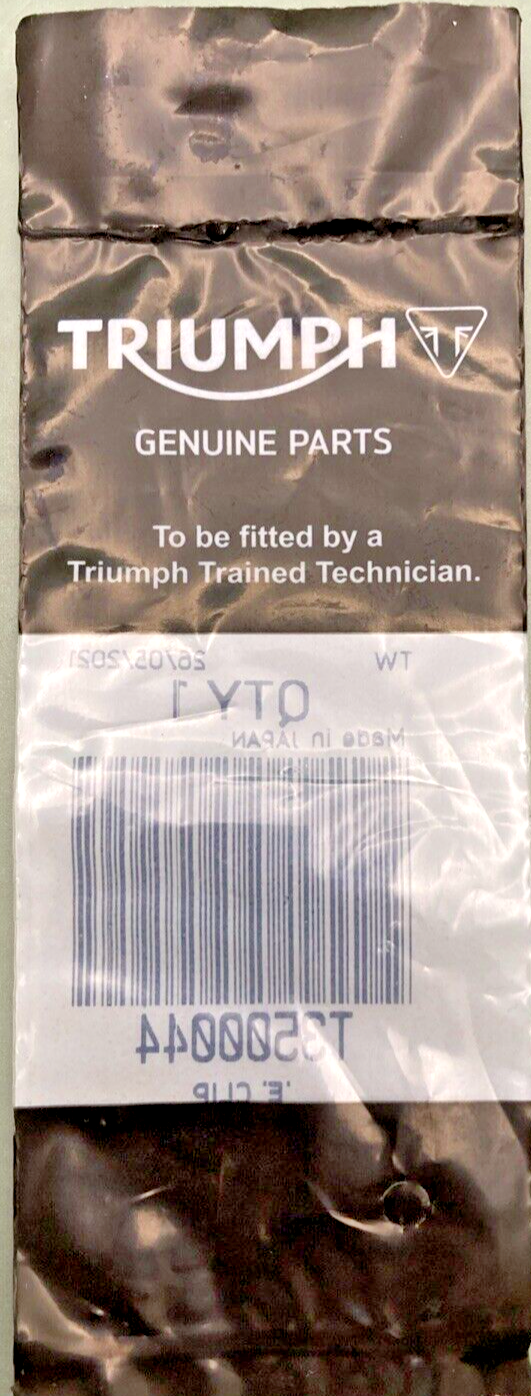 TRIUMPH
GENUINE PARTS
To be fitted by a
Triumph Trained Technician.
TW 26/05/2021
QTY 1
Made in JAPAN
T3500044
'E' CLIP